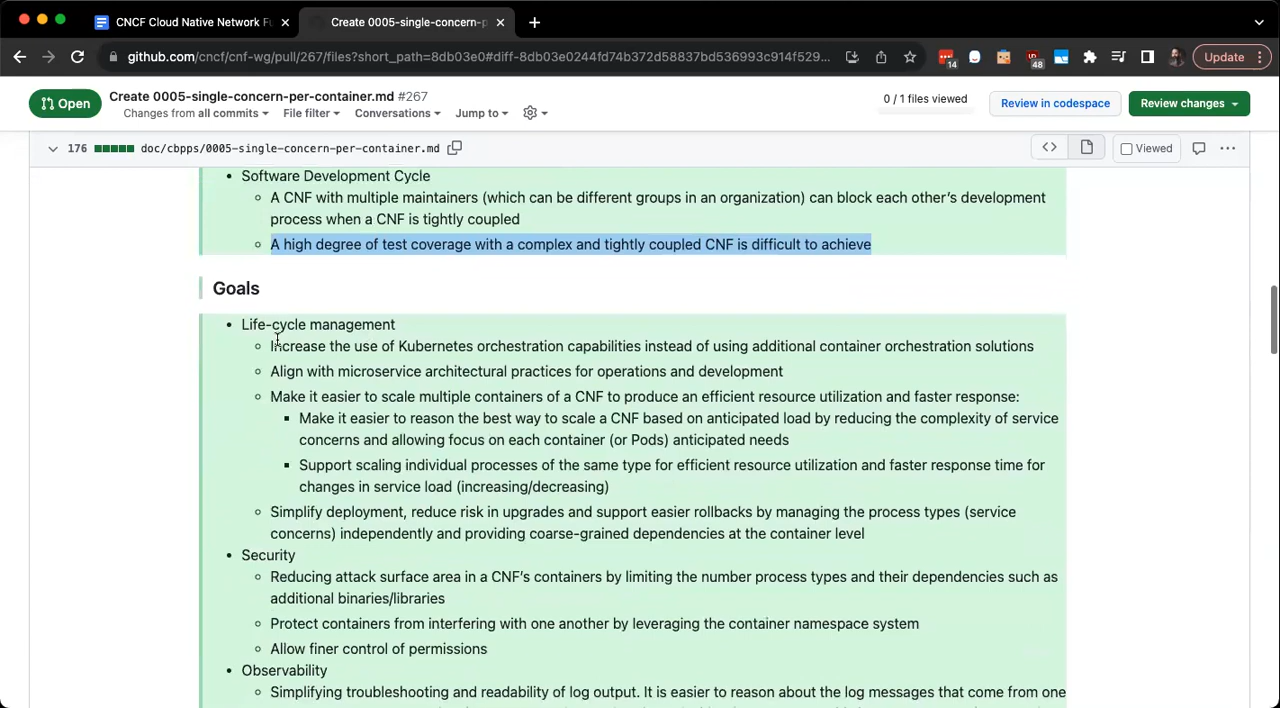 CNCF Cloud Native Network Fu
Create 0005-single-concern-p
github.com/cncf/cnf-wg/pull/267/files?short_path=8db03e0#diff-8db03e0244fd74b372d58837bd536993c914f529...
14
48
Update
Open
Create 0005-single-concern-per-container.md #267
Changes from all commits
File filter
Conversations
Jump to
0 / 1 files viewed
Review in codespace
Review changes
176
doc/cbpps/0005-single-concern-per-container.md
Viewed
• Software Development Cycle
A CNF with multiple maintainers (which can be different groups in an organization) can block each other's development
process when a CNF is tightly coupled
A high degree of test coverage with a complex and tightly coupled CNF is difficult to achieve
Goals
• Life-cycle management
Increase the use of Kubernetes orchestration capabilities instead of using additional container orchestration solutions
Align with microservice architectural practices for operations and development
Make it easier to scale multiple containers of a CNF to produce an efficient resource utilization and faster response:
Make it easier to reason the best way to scale a CNF based on anticipated load by reducing the complexity of service
concerns and allowing focus on each container (or Pods) anticipated needs
Support scaling individual processes of the same type for efficient resource utilization and faster response time for
changes in service load (increasing/decreasing)
Simplify deployment, reduce risk in upgrades and support easier rollbacks by managing the process types (service
concerns) independently and providing coarse-grained dependencies at the container level
• Security
Reducing attack surface area in a CNF's containers by limiting the number process types and their dependencies such as
additional binaries/libraries
Protect containers from interfering with one another by leveraging the container namespace system
Allow finer control of permissions
• Observability
Simplifying troubleshooting and readability of log output. It is easier to reason about the log messages that come from one